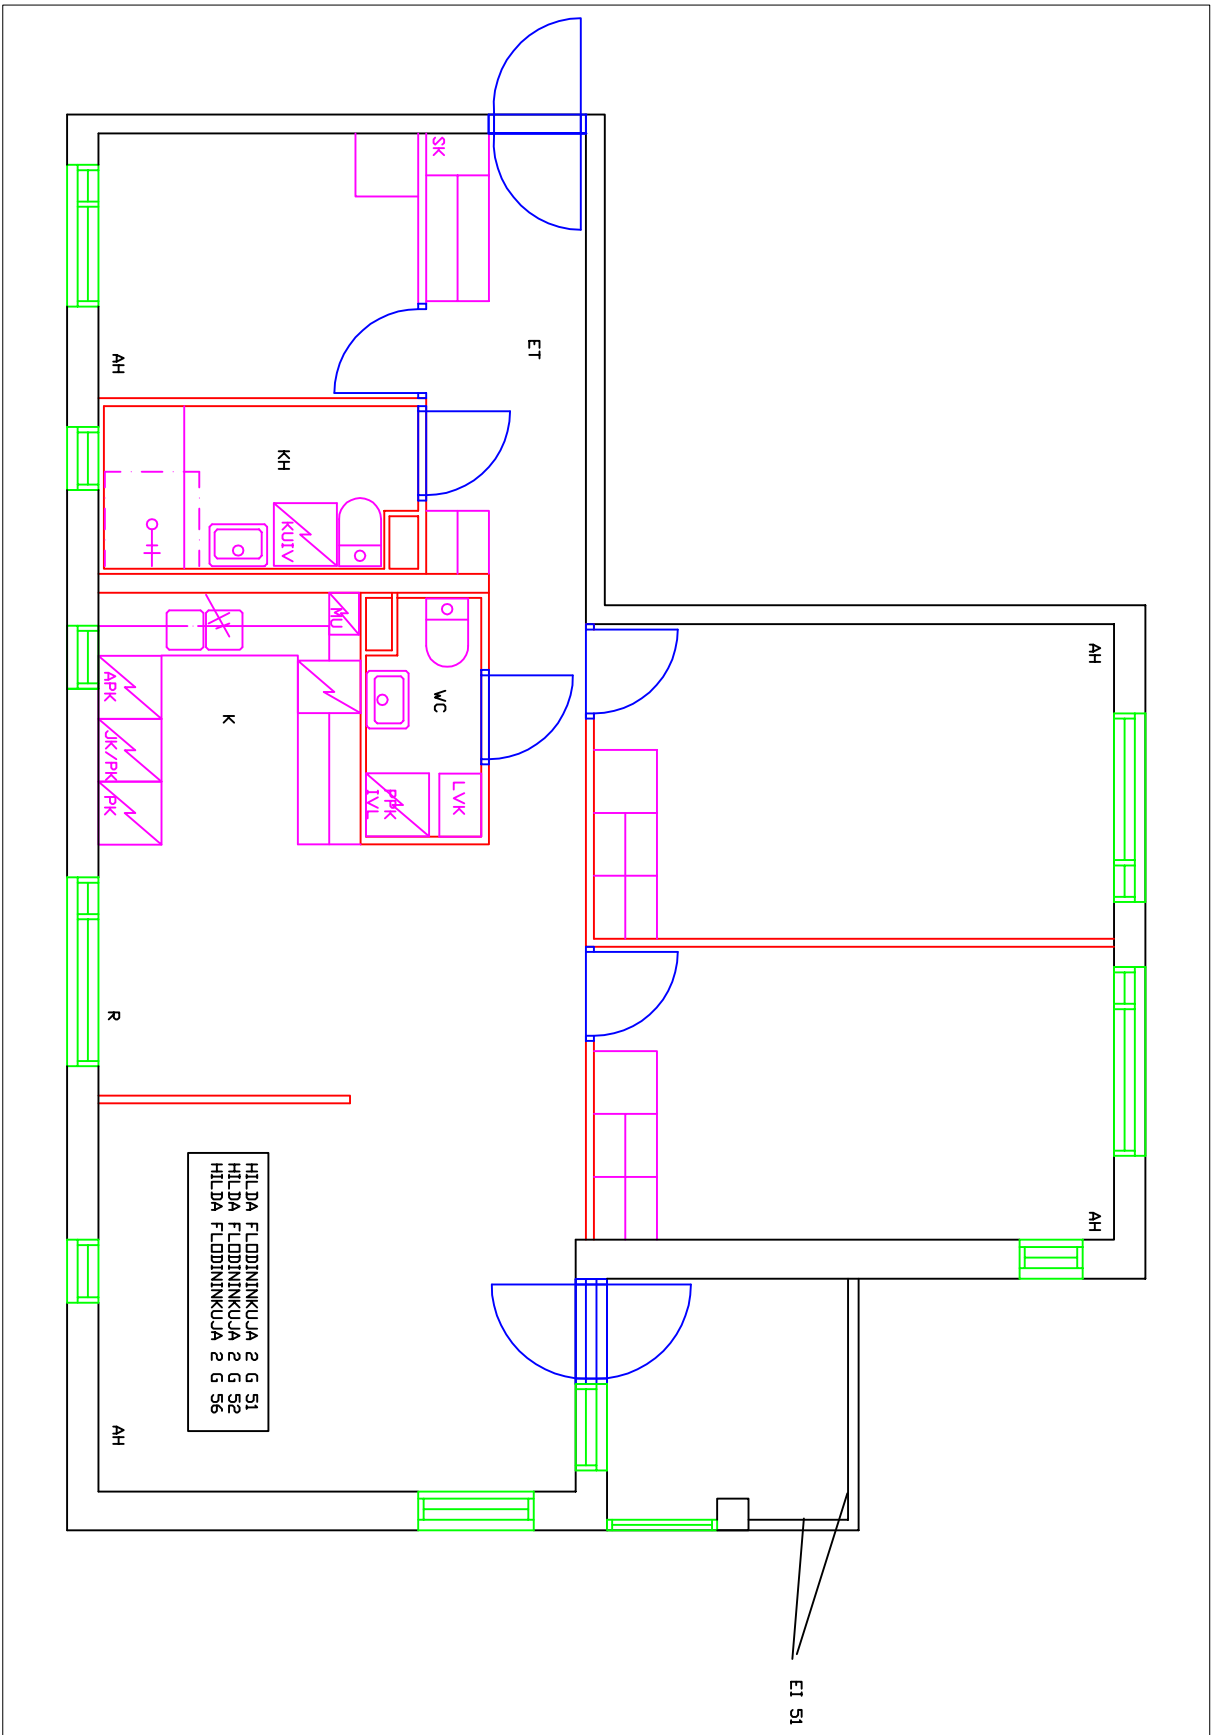 SK
ET
AH
KH
KUIV
MU
APK
JK/PK
PK
K
WC
LVK
PPK
IVL
AH
R
AH
HILDA FLODININKUJA 2 G 51
HILDA FLODININKUJA 2 G 52
HILDA FLODININKUJA 2 G 56
AH
EI 51